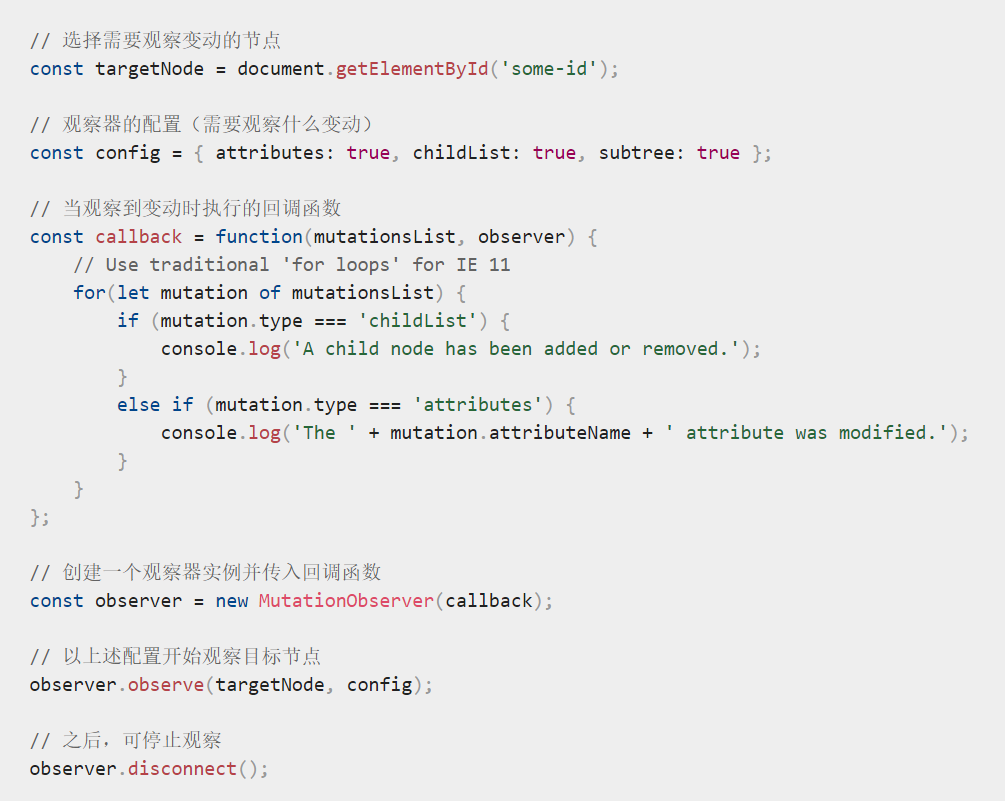 // 选择需要观察变动的节点
const targetNode = document.getElementById('some-id');
// 观察器的配置（需要观察什么变动）
const config = { attributes: true, childList: true, subtree: true };
// 当观察到变动时执行的回调函数
const callback = function(mutationsList, observer) {
    // Use traditional 'for loops' for IE 11
    for(let mutation of mutationsList) {
        if (mutation.type === 'childList') {
            console.log('A child node has been added or removed.');
        }
        else if (mutation.type === 'attributes') {
            console.log('The ' + mutation.attributeName + ' attribute was modified.');
        }
    }
};
// 创建一个观察器实例并传入回调函数
const observer = new MutationObserver(callback);
// 以上述配置开始观察目标节点
observer.observe(targetNode, config);
// 之后，可停止观察
observer.disconnect();